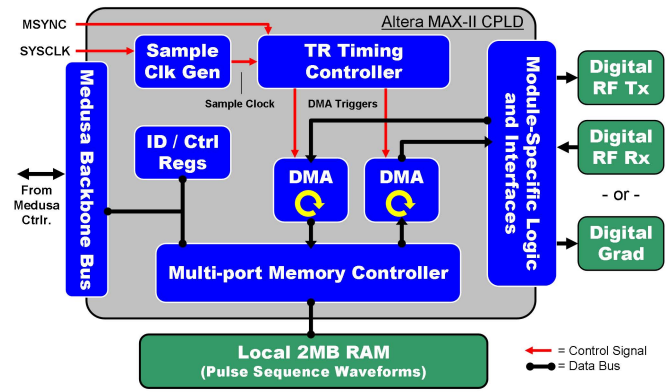 MSYNC
Altera MAX-II CPLD
SYSCLK
Sample
Clk Gen
TR Timing
Controller
Sample Clock
DMA Triggers
Medusa Backbone Bus
ID / Ctrl
Regs
DMA
DMA
Module-Specific Logic
and Interfaces
Digital
RF Tx
Digital
RF Rx
- or -
Digital
Grad
From
Medusa
Ctrlr.
Multi-port Memory Controller
Local 2MB RAM
(Pulse Sequence Waveforms)
= Control Signal
= Data Bus